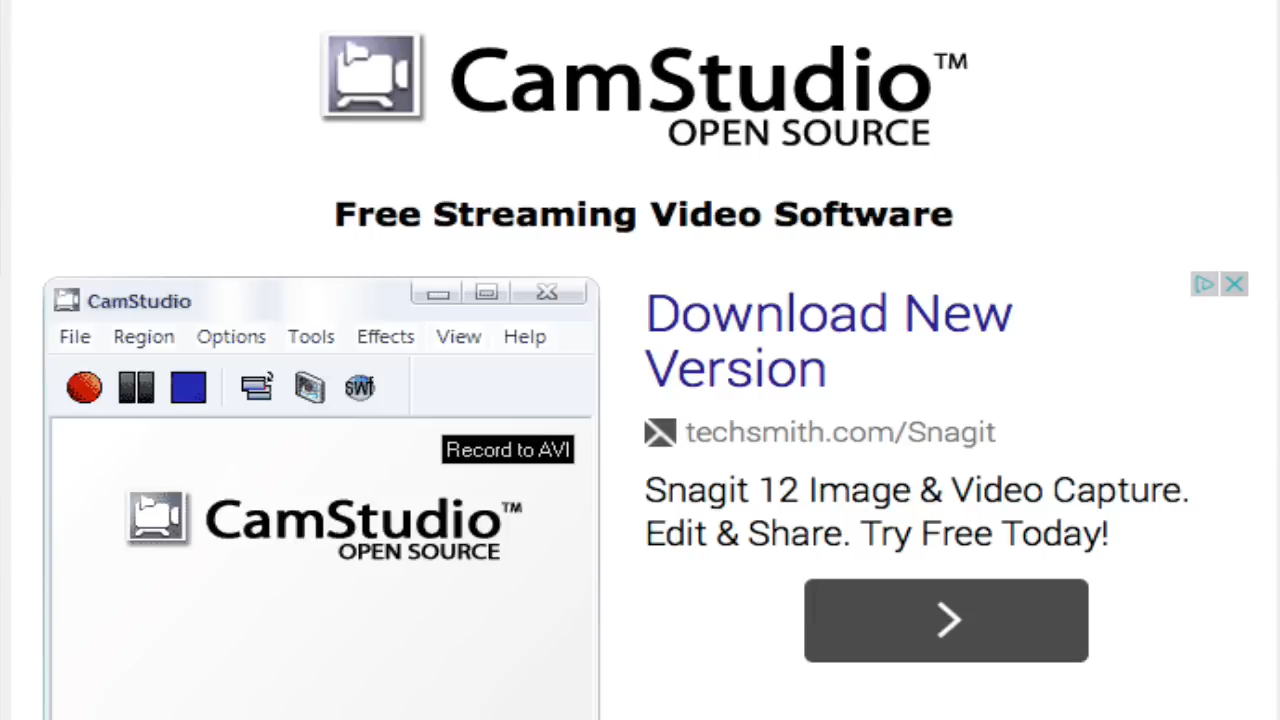 CamStudio™
OPEN SOURCE
Free Streaming Video Software
CamStudio
File Region Options Tools Effects View Help
swf
Record to AVI
CamStudio™
OPEN SOURCE
Download New
Version
techsmith.com/Snagit
Snagit 12 Image & Video Capture.
Edit & Share. Try Free Today!